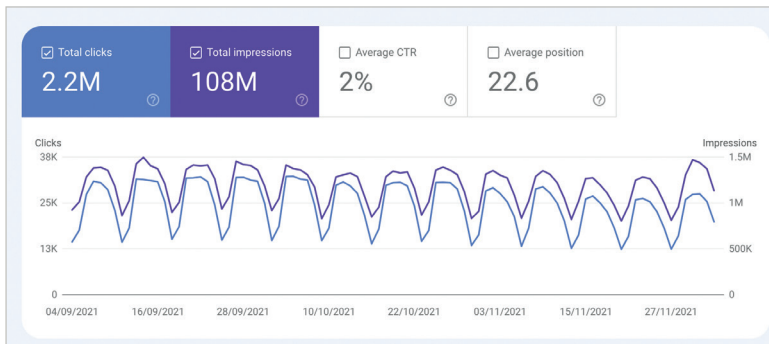 Total clicks
2.2M
Total impressions
108M
Average CTR
2%
Average position
22.6
Clicks
Impressions
38K
1.5M
25K
1M
13K
500K
0
0
04/09/2021
16/09/2021
28/09/2021
10/10/2021
22/10/2021
03/11/2021
15/11/2021
27/11/2021